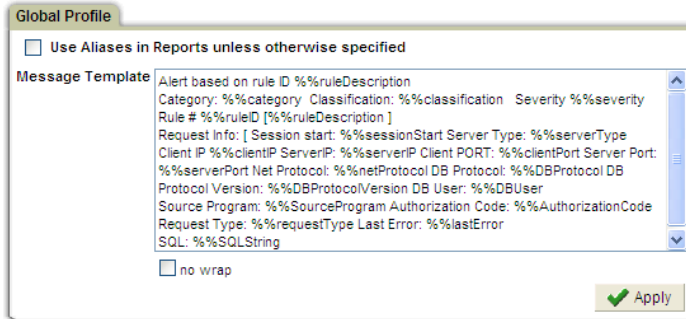 Global Profile
Use Aliases in Reports unless otherwise specified
Message Template
Alert based on rule ID %%ruleDescription
Category: %%category  Classification: %%classification   Severity %%severity
Rule # %%ruleID [%%ruleDescription ]
Request Info: [ Session start: %%sessionStart Server Type: %%serverType
Client IP %%clientIP ServerIP: %%serverIP Client PORT: %%clientPort Server Port:
%%serverPort Net Protocol: %%netProtocol DB Protocol: %%DBProtocol DB
Protocol Version: %%DBProtocolVersion DB User: %%DBUser
Source Program: %%SourceProgram Authorization Code: %%AuthorizationCode
Request Type: %%requestType Last Error: %%lastError
SQL: %%SQLString
no wrap
Apply